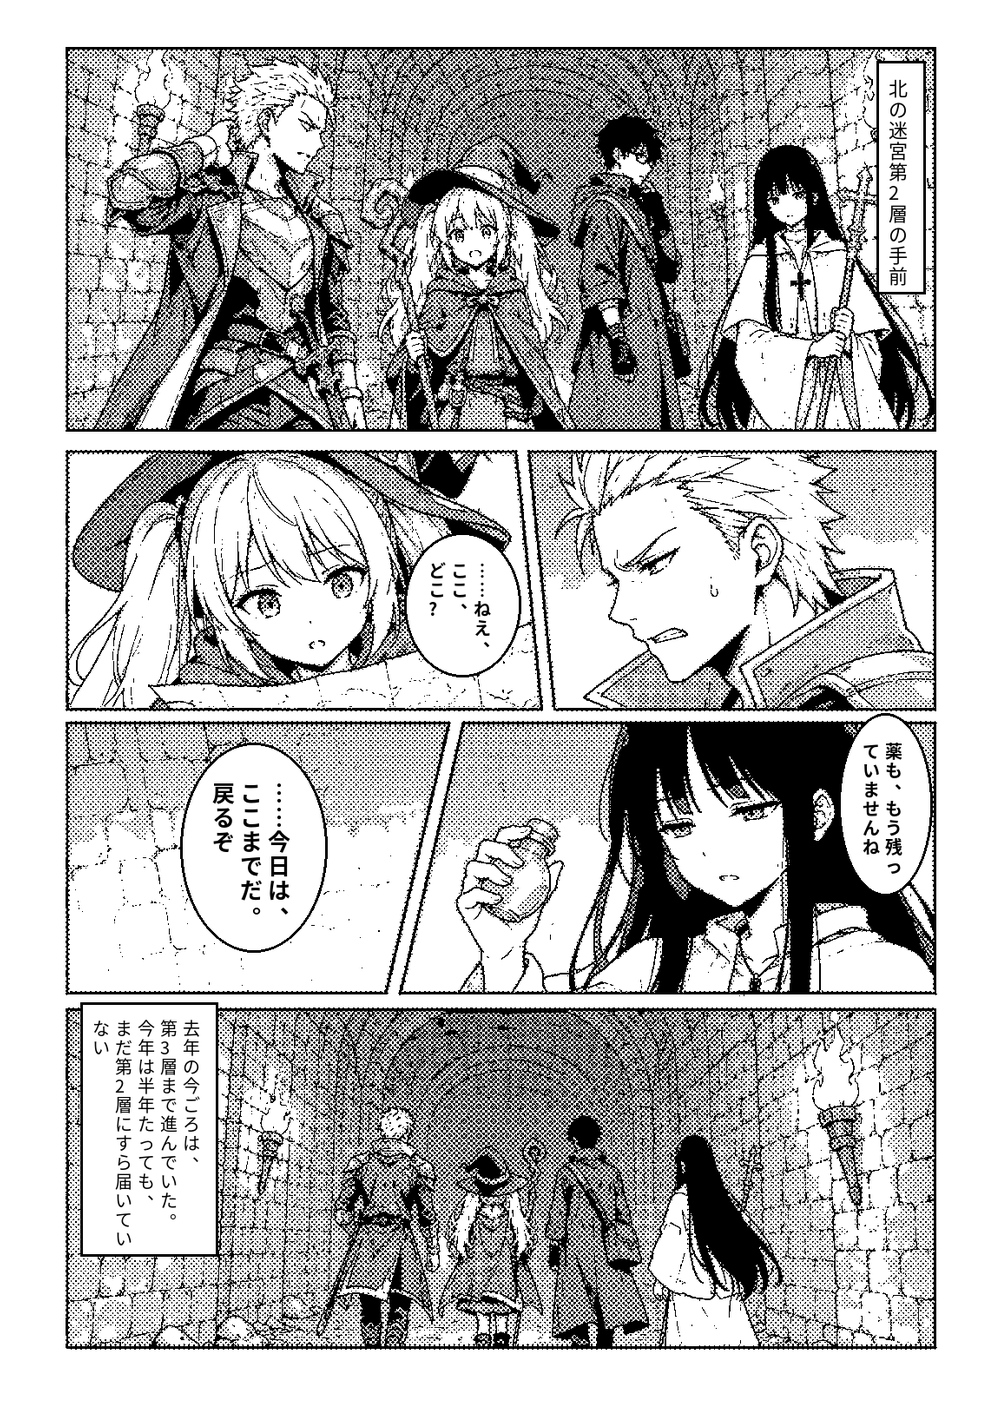 北の迷宮第2層の手前
……ねえ、
ここ、
どこ?
薬も、もう残っ
ていませんね
……今日は、
ここまでだ。
戻るぞ
去年の今ごろは、
第3層まで進んでいた。
今年は半年たっても、
まだ第2層にすら届いてい
ない